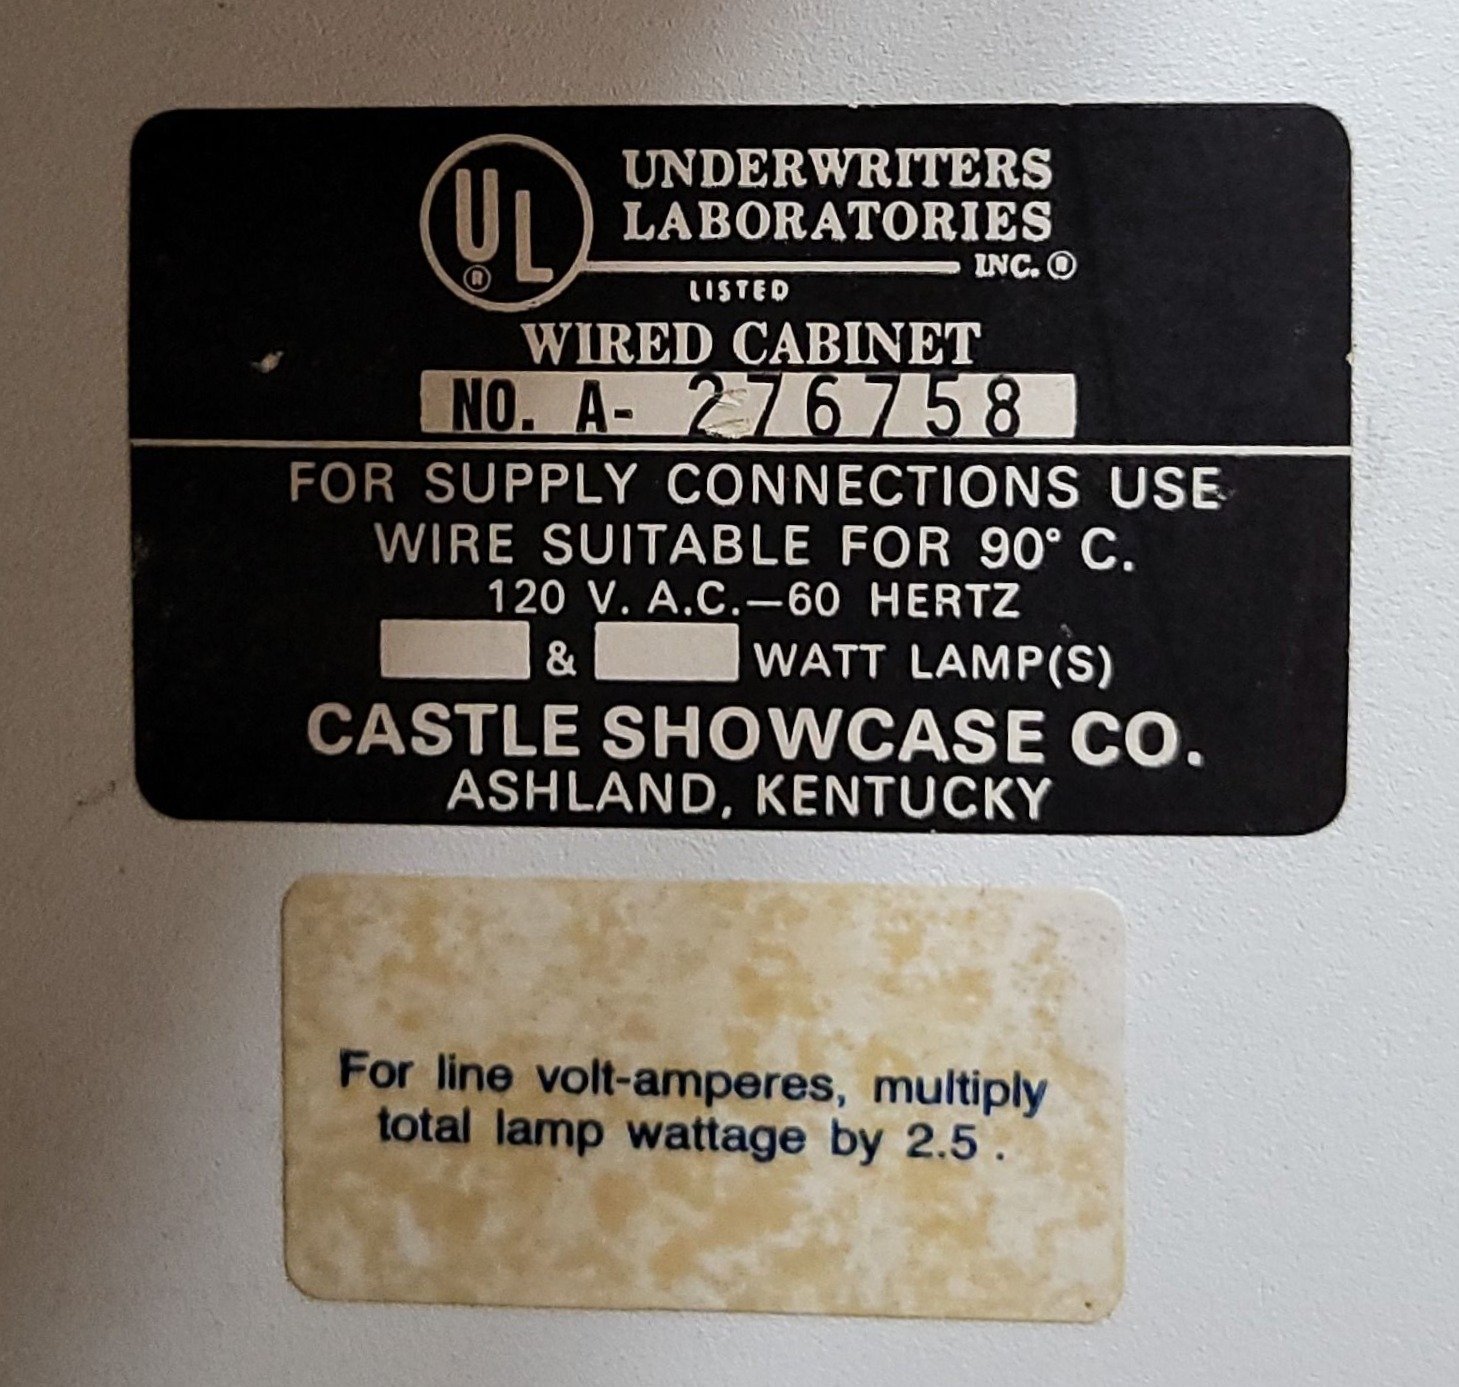 UL®
UNDERWRITERS
LABORATORIES
INC.®
LISTED
WIRED CABINET
NO. A- 276758
FOR SUPPLY CONNECTIONS USE
WIRE SUITABLE FOR 90° C.
120 V. A.C.—60 HERTZ
& WATT LAMP(S)
CASTLE SHOWCASE CO.
ASHLAND, KENTUCKY
For line volt-amperes, multiply
total lamp wattage by 2.5 .